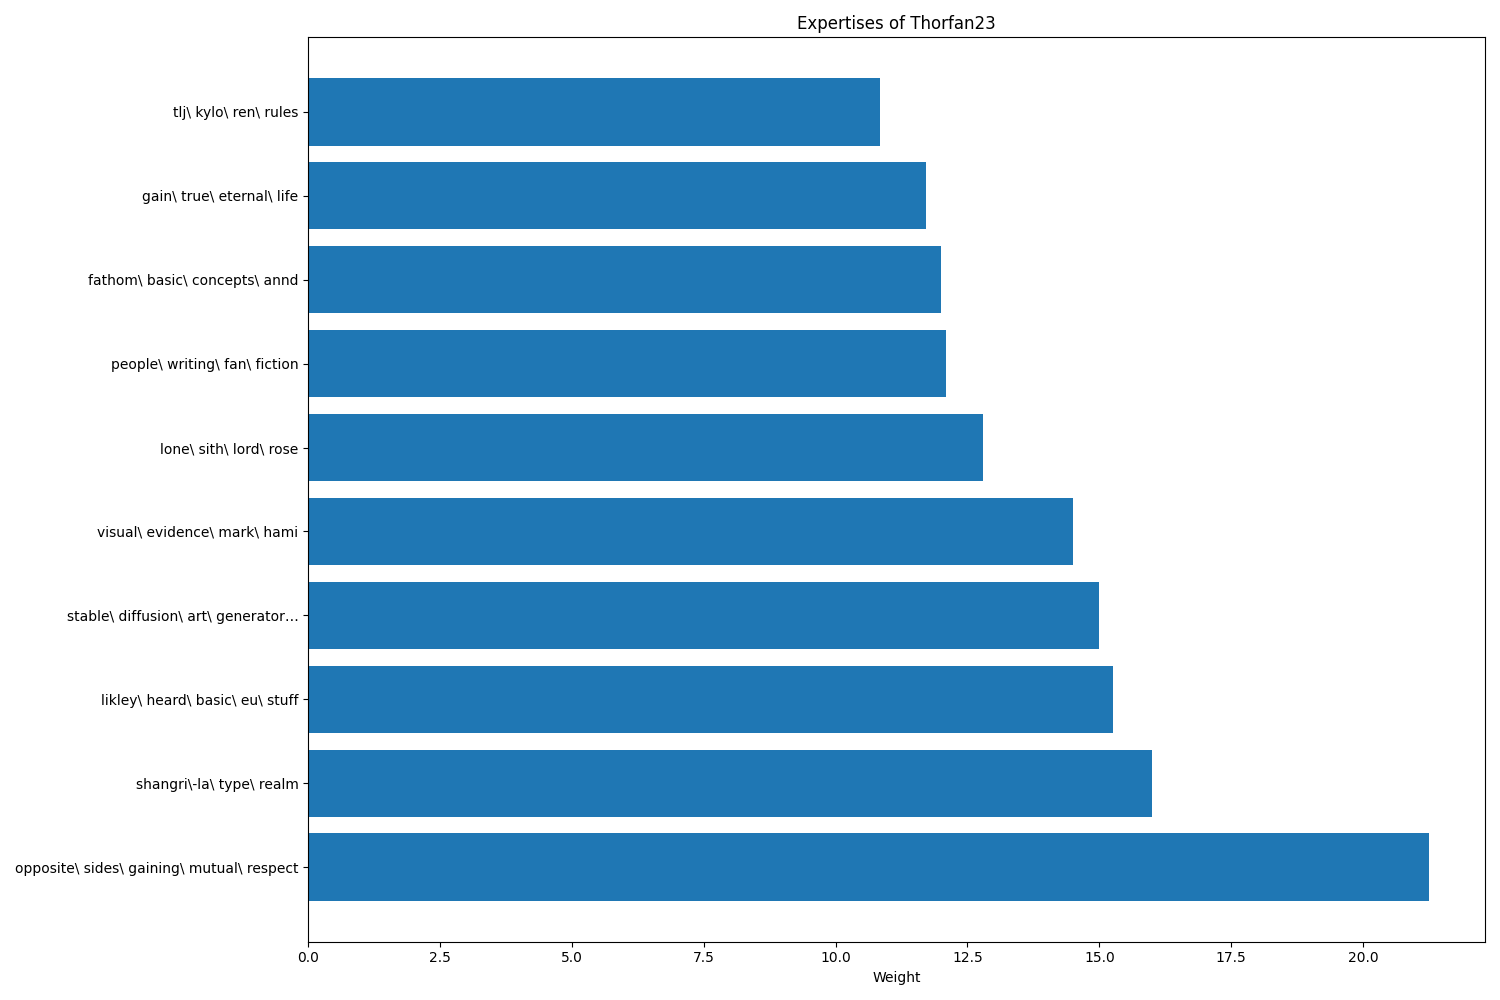 Expertises of Thorfan23
tlj\ kylo\ ren\ rules
gain\ true\ eternal\ life
fathom\ basic\ concepts\ annd
people\ writing\ fan\ fiction
lone\ sith\ lord\ rose
visual\ evidence\ mark\ hami
stable\ diffusion\ art\ generator…
likley\ heard\ basic\ eu\ stuff
shangri\-la\ type\ realm
opposite\ sides\ gaining\ mutual\ respect
0.0 2.5 5.0 7.5 10.0 12.5 15.0 17.5 20.0
Weight